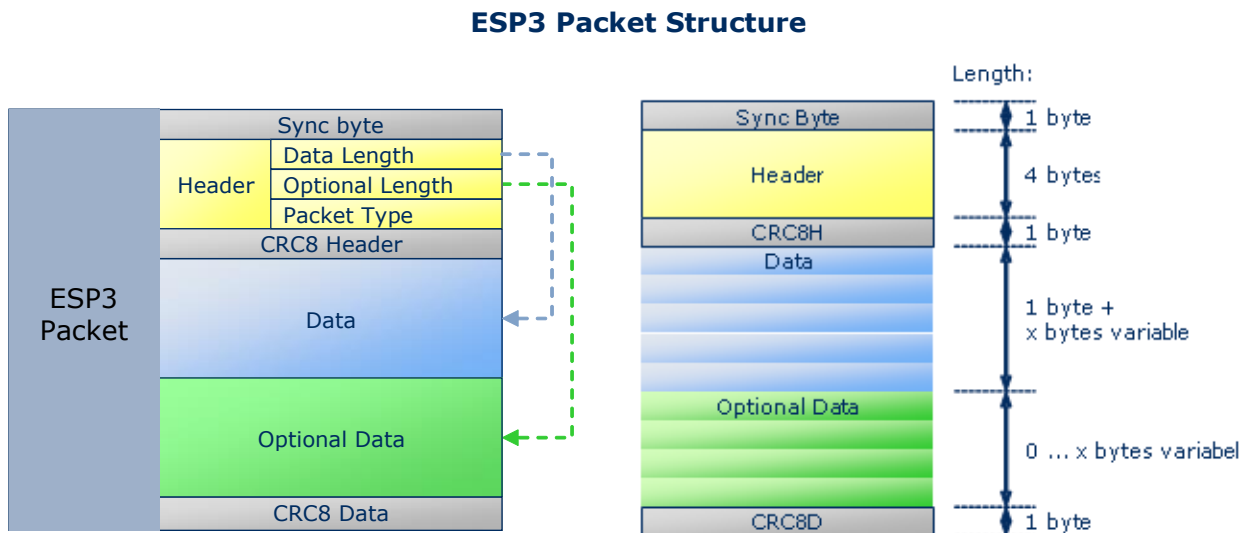 ESP3 Packet Structure
ESP3
Packet
Sync byte
Header
Data Length
Optional Length
Packet Type
CRC8 Header
Data
Optional Data
CRC8 Data
Length:
Sync Byte
1 byte
Header
4 bytes
CRC8H
1 byte
Data
1 byte +
x bytes variable
Optional Data
0 ... x bytes variabel
CRC8D
1 byte